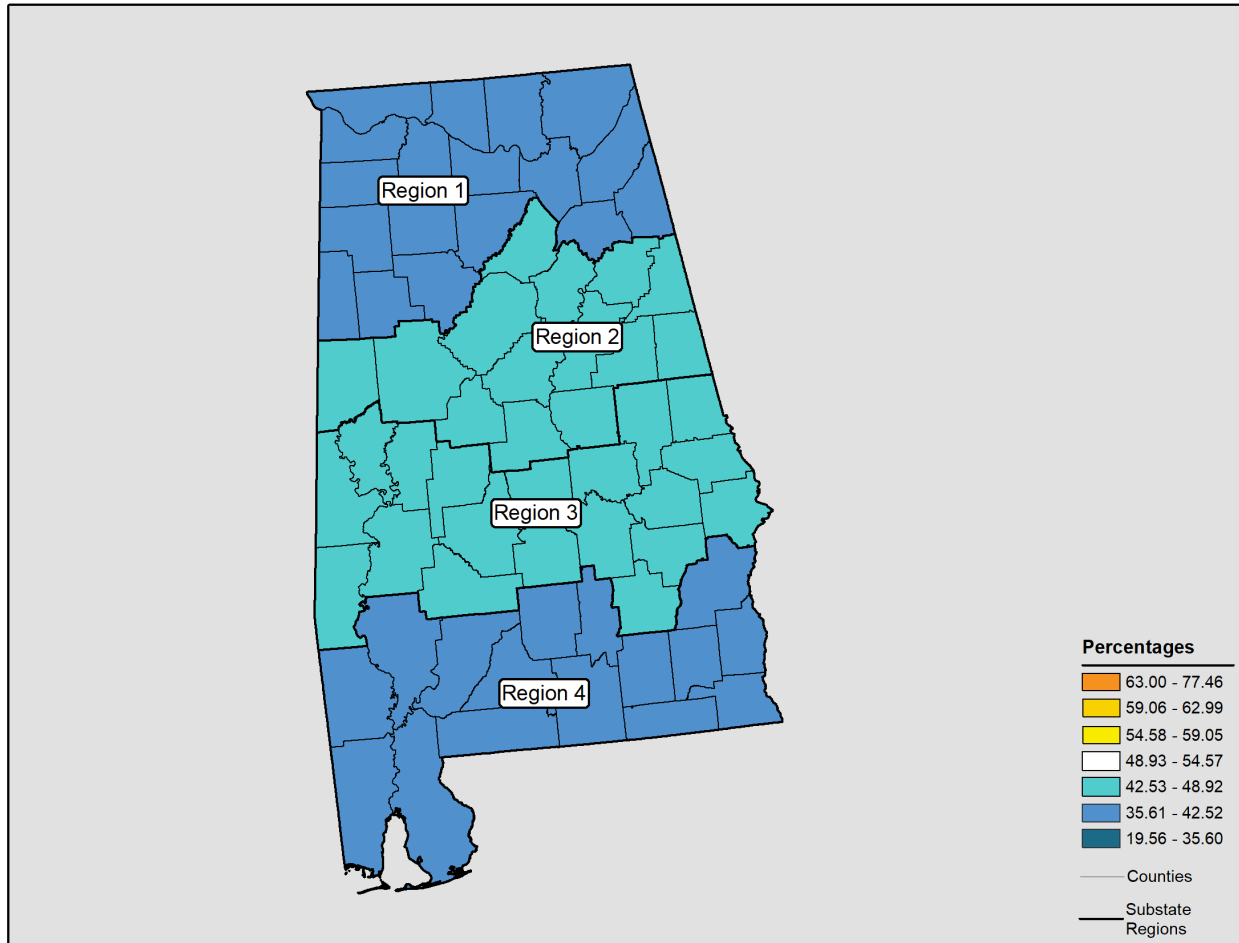 Region 1
Region 2
Region 3
Region 4
Percentages
63.00 - 77.46
59.06 - 62.99
54.58 - 59.05
48.93 - 54.57
42.53 - 48.92
35.61 - 42.52
19.56 - 35.60
Counties
Substate
Regions